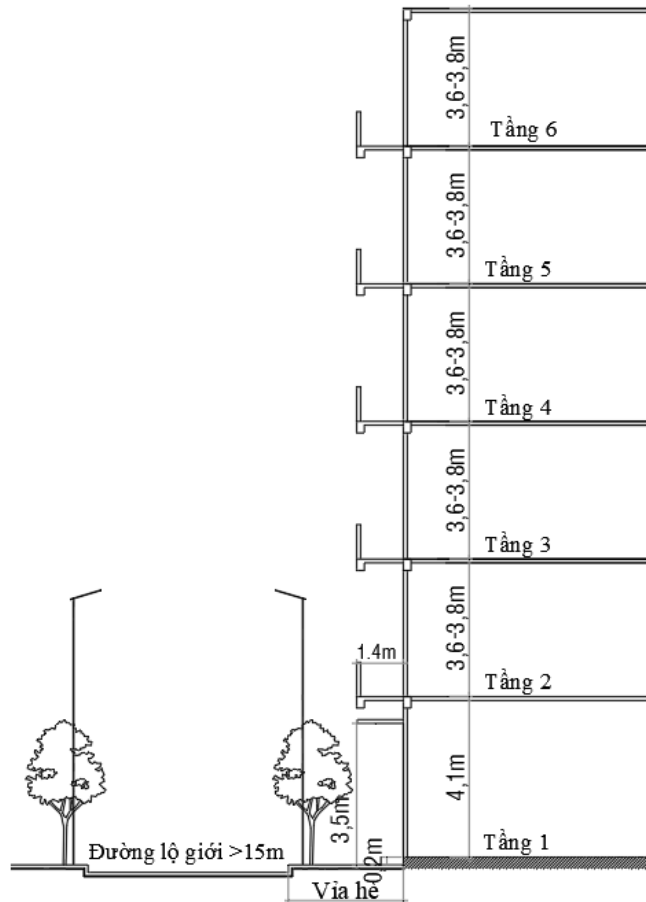 3,6-3,8m
Tầng 6
3,6-3,8m
Tầng 5
3,6-3,8m
Tầng 4
3,6-3,8m
Tầng 3
3,6-3,8m
1.4m
Tầng 2
4,1m
3,5m
Tầng 1
Đường lộ giới >15m
0,2m
Vỉa hè